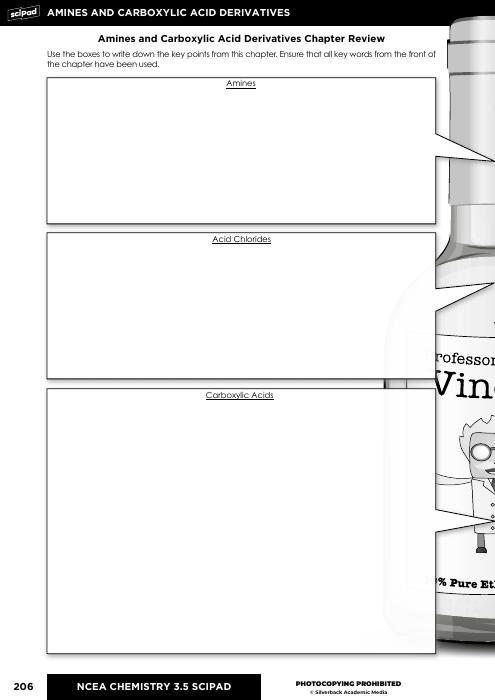 scipad AMINES AND CARBOXYLIC ACID DERIVATIVES
Amines and Carboxylic Acid Derivatives Chapter Review
Use the boxes to write down the key points from this chapter. Ensure that all key words from the front of
the chapter have been used.
Amines
Acid Chlorides
Professor
Vin
Carboxylic Acids
% Pure Et
206 NCEA CHEMISTRY 3.5 SCIPAD
PHOTOCOPYING PROHIBITED
© Silverback Academic Media